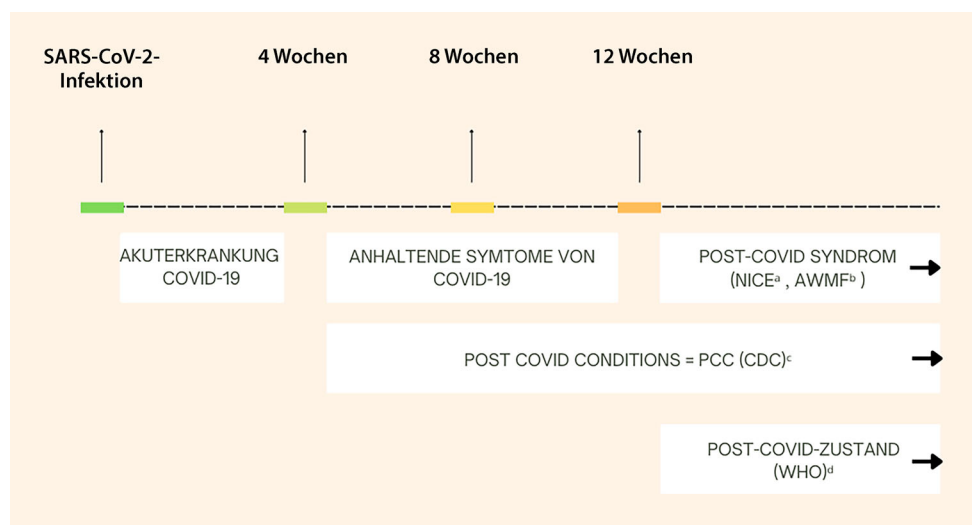 SARS-CoV-2-
Infektion
4 Wochen
8 Wochen
12 Wochen
AKUTERKRANKUNG
COVID-19
ANHALTENDE SYMTOME VON
COVID-19
POST-COVID SYNDROM
(NICEᵃ , AWMFᵇ )
POST COVID CONDITIONS = PCC (CDC)ᶜ
POST-COVID-ZUSTAND
(WHO)ᵈ